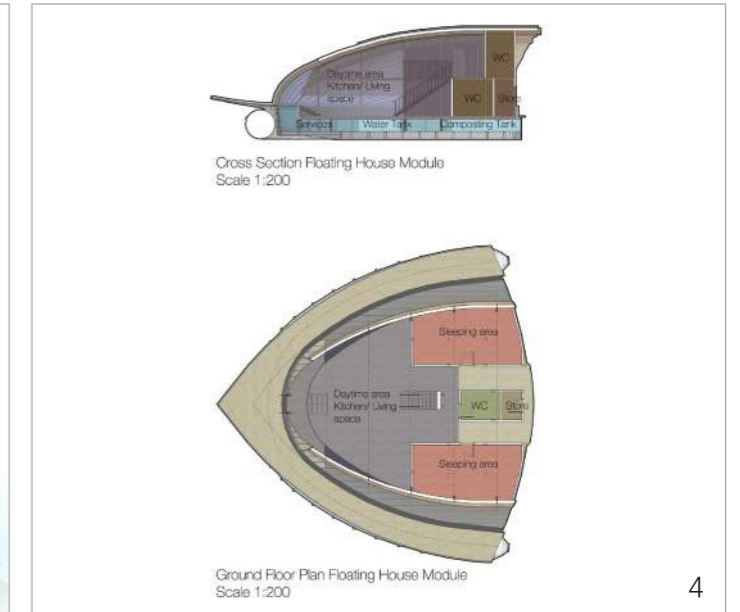 WC
Daytime area
Kitchen/ Living
space
WC
Store
Services
Water Tank
Composting Tank
Cross Section Floating House Module
Scale 1:200
Sleeping area
Daytime area
Kitchen/ Living
space
WC
Store
Sleeping area
Ground Floor Plan Floating House Module
Scale 1:200
4